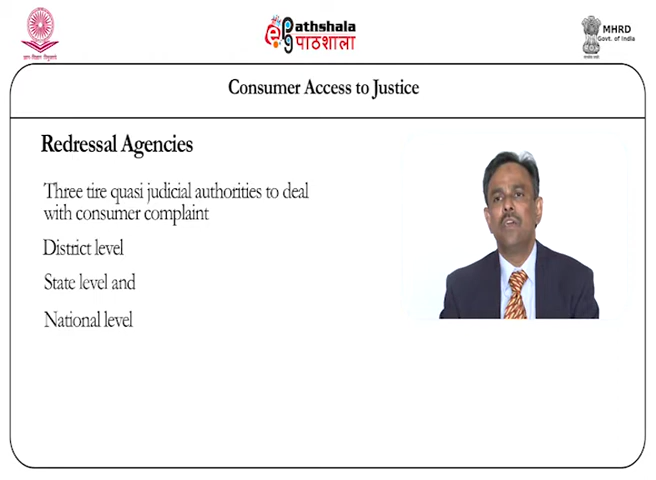 ePathshala
पाठशाला
MHRD
Govt. of India
Consumer Access to Justice
Redressal Agencies
Three tire quasi judicial authorities to deal
with consumer complaint
District level
State level and
National level